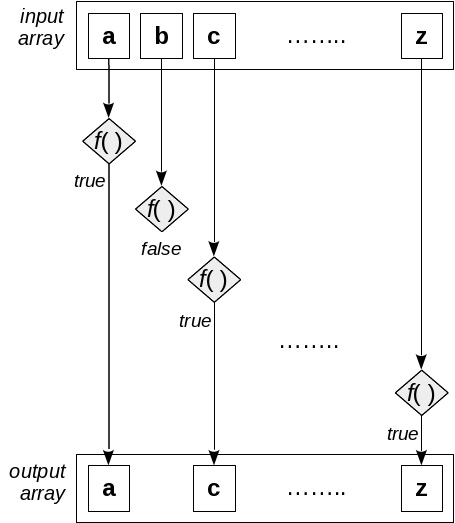 input
array
a b c ........ z
f( )
true
f( )
false
f( )
true
........
f( )
true
output
array
a c ........ z